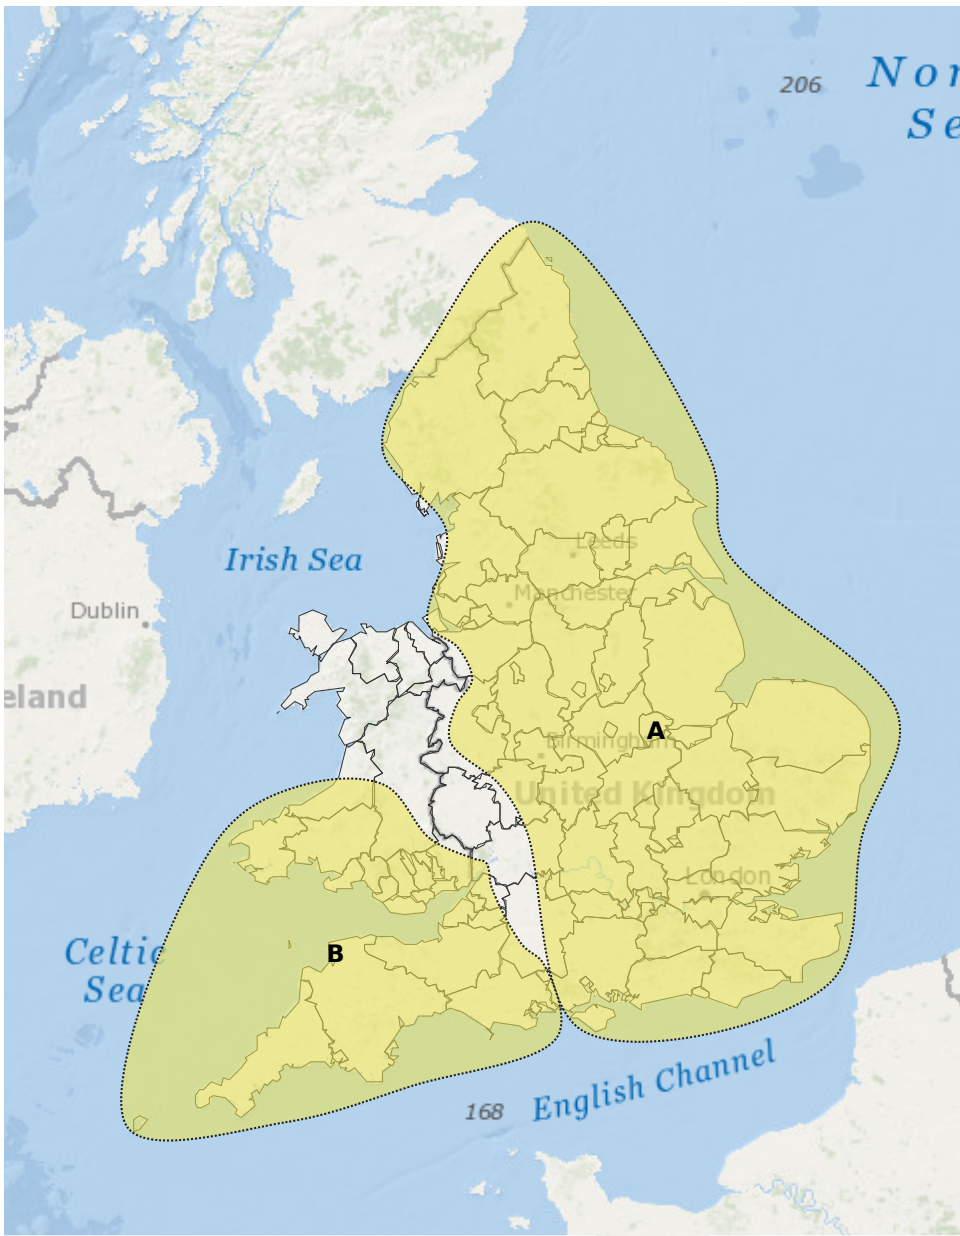 206
Nor
Se
Leeds
Irish Sea
Manchester
Dublin
eland
A
Birmingham
United Kingdom
London
B
Celtic
Sea
English Channel
168